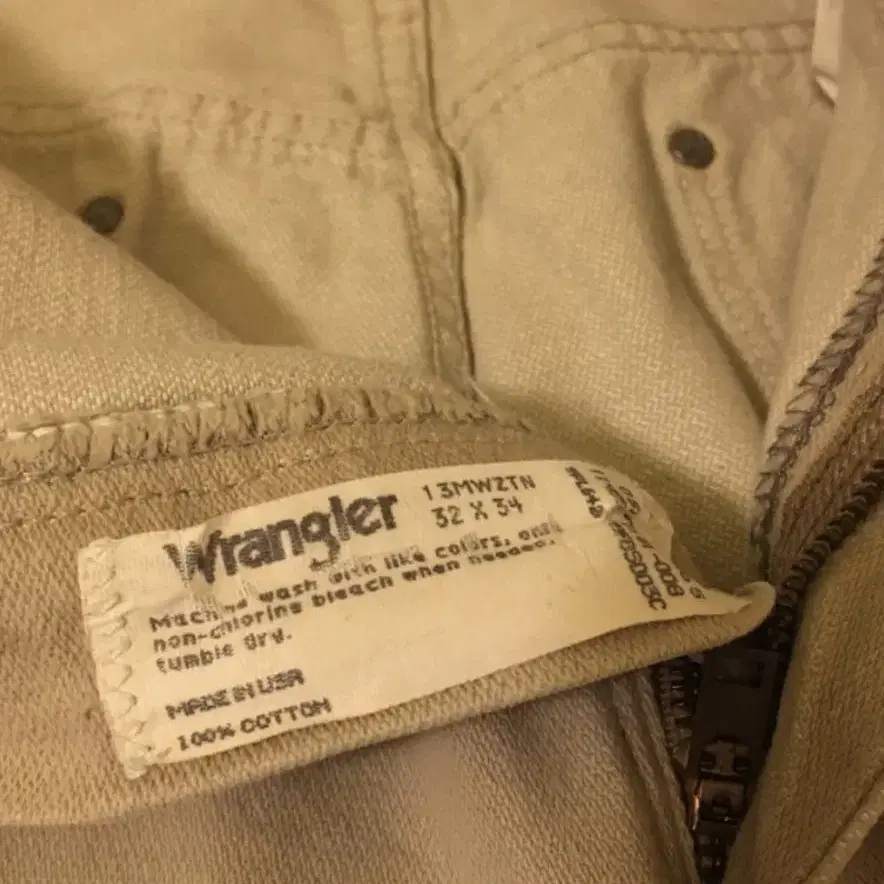 Wrangler
13MWZTN
32 X 34
Machine wash with like colors, only
non-chlorine bleach when needed.
tumble dry.
MADE IN USA
100% COTTON